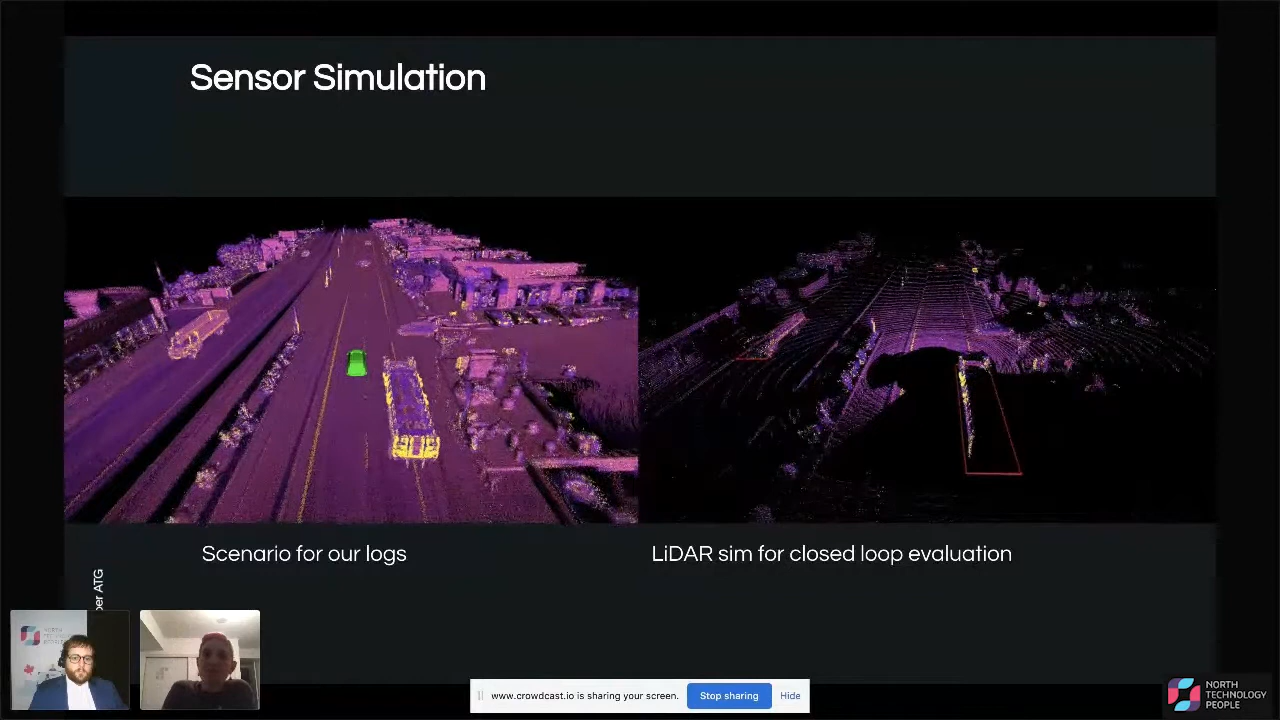 Sensor Simulation
Scenario for our logs
LiDAR sim for closed loop evaluation
ATG
www.crowdcast.io is sharing your screen.
Stop sharing
Hide
NORTH
TECHNOLOGY
PEOPLE